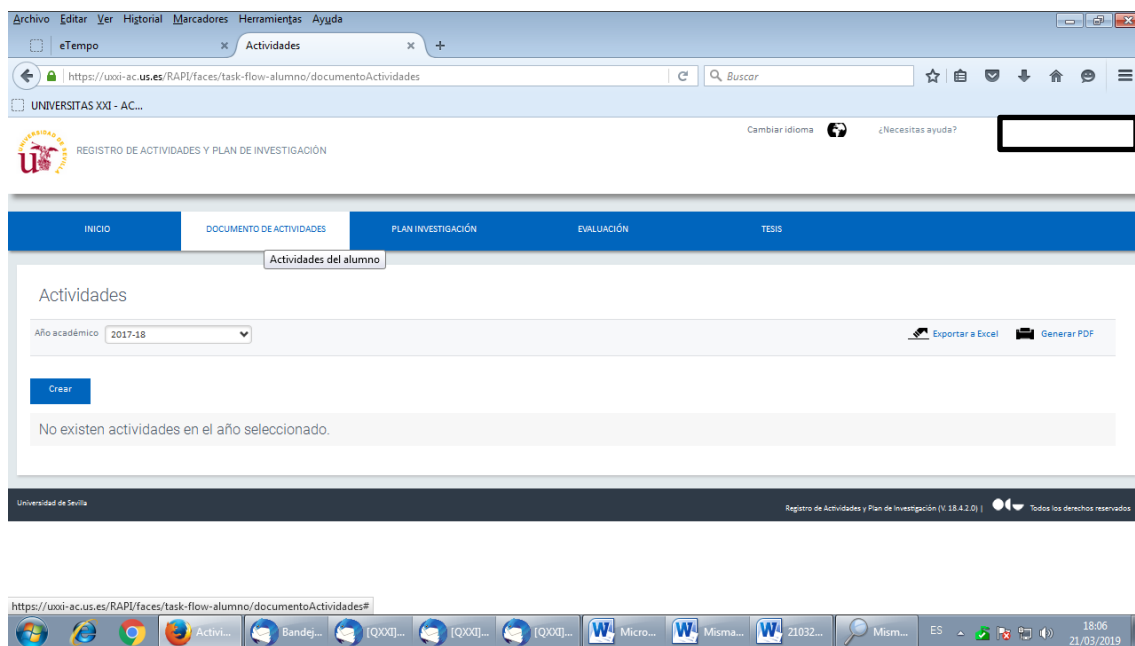 Archivo Editar Ver Historial Marcadores Herramientas Ayuda
eTempo Actividades
https://uxxi-ac.us.es/RAPI/faces/task-flow-alumno/documentoActividades Buscar
UNIVERSITAS XXI - AC...
Cambiar idioma ¿Necesitas ayuda?
UNIVERSIDAD DE SEVILLA
REGISTRO DE ACTIVIDADES Y PLAN DE INVESTIGACIÓN
INICIO DOCUMENTO DE ACTIVIDADES PLAN INVESTIGACIÓN EVALUACIÓN TESIS
Actividades del alumno
Actividades
Año académico 2017-18 Exportar a Excel Generar PDF
Crear
No existen actividades en el año seleccionado.
Universidad de Sevilla Registro de Actividades y Plan de Investigación (V. 18.4.2.0) | Todos los derechos reservados
https://uxxi-ac.us.es/RAPI/faces/task-flow-alumno/documentoActividades#
Activi... Bandej... [QXXI]... [QXXI]... [QXXI]... Micro... Misma... 21032... Mism... ES 18:06
21/03/2019